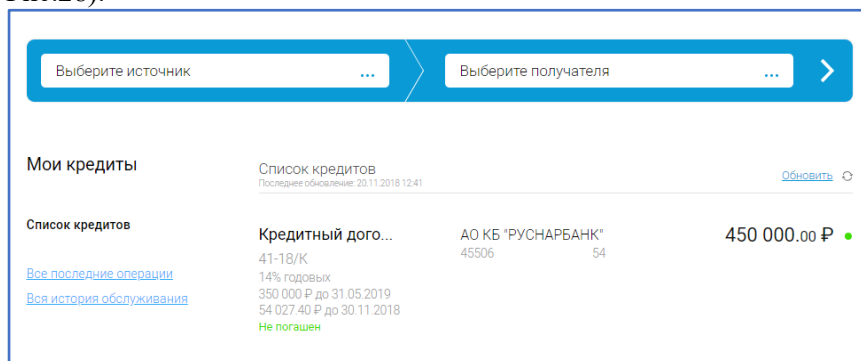 Выберите источник ...
Выберите получателя ...
Мои кредиты
Список кредитов
Все последние операции
Вся история обслуживания
Список кредитов
Последнее обновление: 20.11.2018 12:41
Обновить
Кредитный дого...
41-18/К
14% годовых
350 000 ₽ до 31.05.2019
54 027.40 ₽ до 30.11.2018
Не погашен
АО КБ "РУСНАРБАНК"
45506 54
450 000.00 ₽